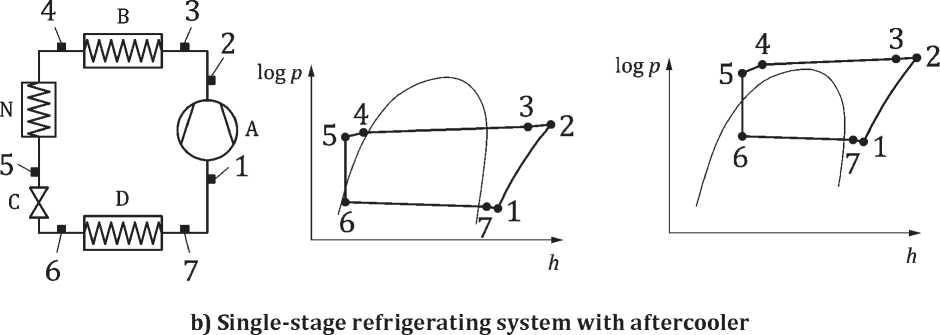 4 B 3
2
N
A
5
1
C
D
6 7
log p
5 4 3 2
6 7 1
h
log p
5 4 3 2
6 7 1
h
b) Single-stage refrigerating system with aftercooler